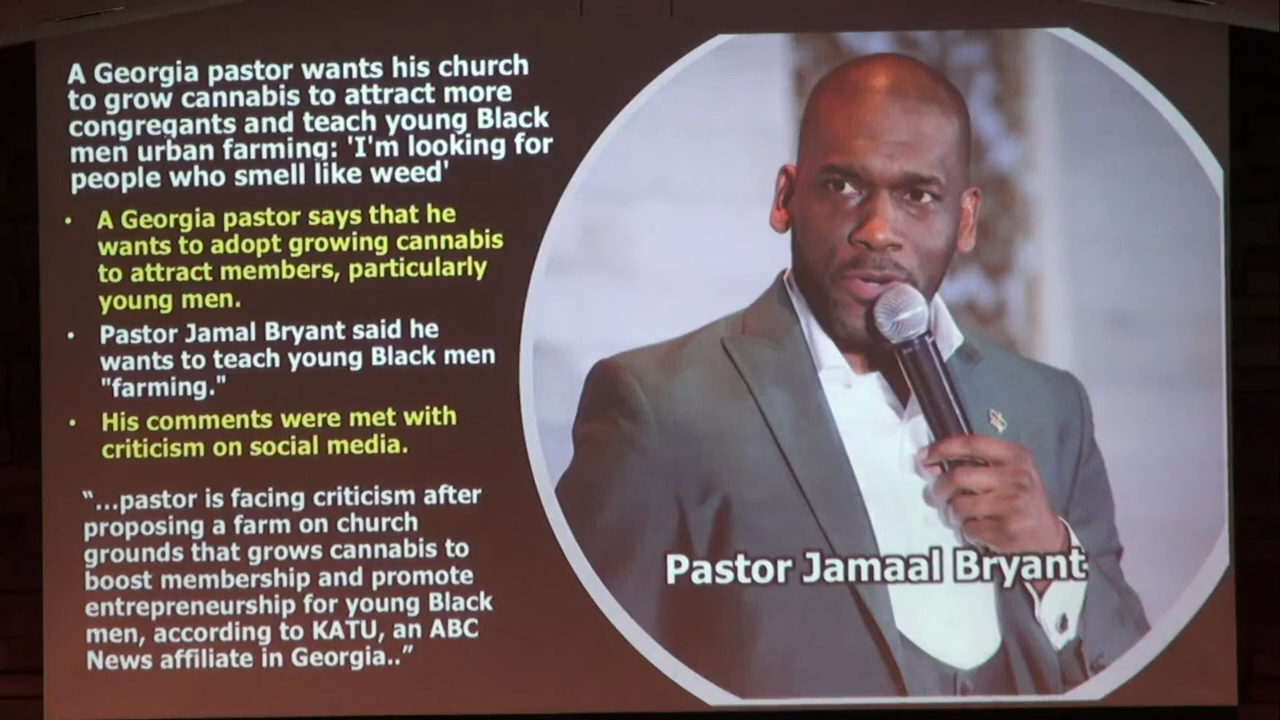 A Georgia pastor wants his church
to grow cannabis to attract more
congregants and teach young Black
men urban farming: 'I'm looking for
people who smell like weed'
• A Georgia pastor says that he
wants to adopt growing cannabis
to attract members, particularly
young men.
• Pastor Jamal Bryant said he
wants to teach young Black men
"farming."
• His comments were met with
criticism on social media.
“...pastor is facing criticism after
proposing a farm on church
grounds that grows cannabis to
boost membership and promote
entrepreneurship for young Black
men, according to KATU, an ABC
News affiliate in Georgia..”
Pastor Jamaal Bryant